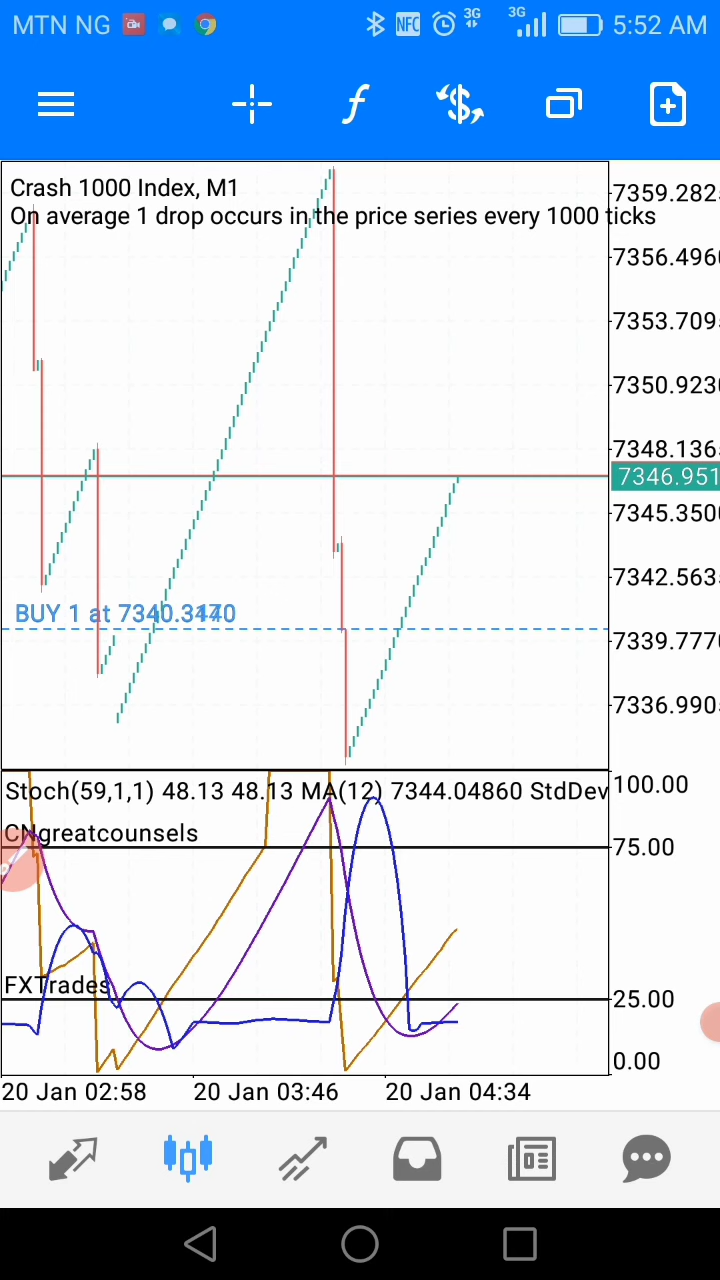 MTN NG NFC 3G 3G 5:52 AM
Crash 1000 Index, M1
On average 1 drop occurs in the price series every 1000 ticks
7359.282
7356.496
7353.709
7350.923
7348.136
7346.951
7345.350
7342.563
BUY 1 at
7339.777
7336.990
Stoch(59,1,1) 48.13 48.13 MA(12) 7344.04860 StdDev
100.00
CNgreatcounsels
75.00
FXTrades
25.00
0.00
20 Jan 02:58 20 Jan 03:46 20 Jan 04:34